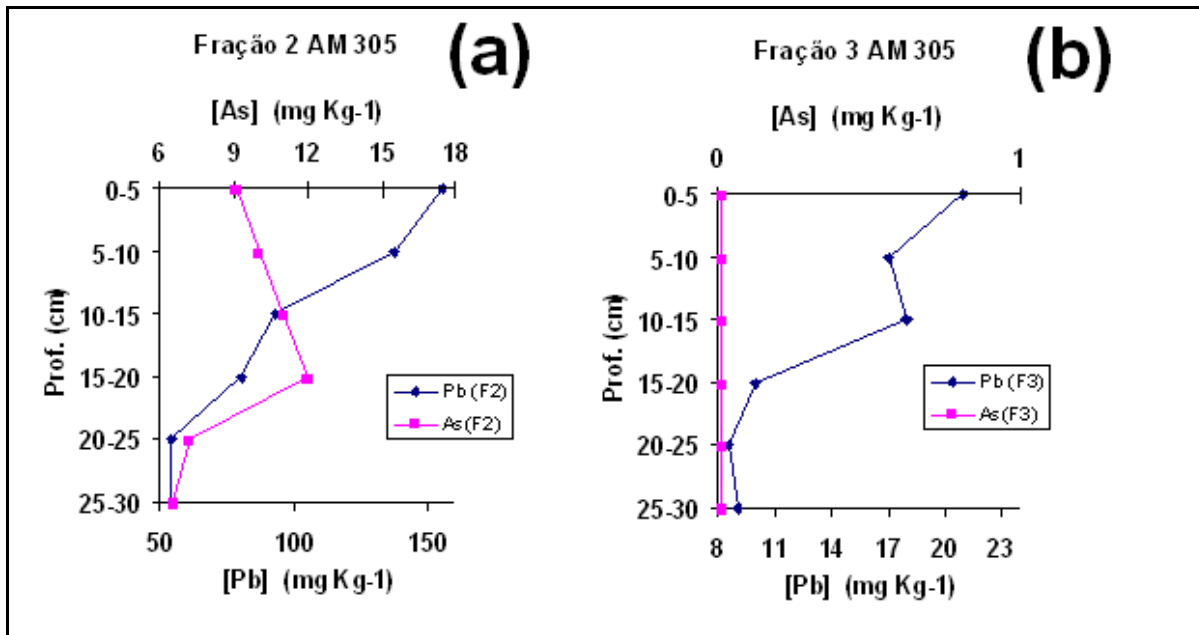 Fração 2 AM 305
(a)
[As] (mg Kg-1)
6 9 12 15 18
0-5
5-10
10-15
15-20
20-25
25-30
Prof. (cm)
Pb (F2)
As (F2)
50 100 150
[Pb] (mg Kg-1)
Fração 3 AM 305
(b)
[As] (mg Kg-1)
0 1
0-5
5-10
10-15
15-20
20-25
25-30
Prof. (cm)
Pb (F3)
As (F3)
8 11 14 17 20 23
[Pb] (mg Kg-1)